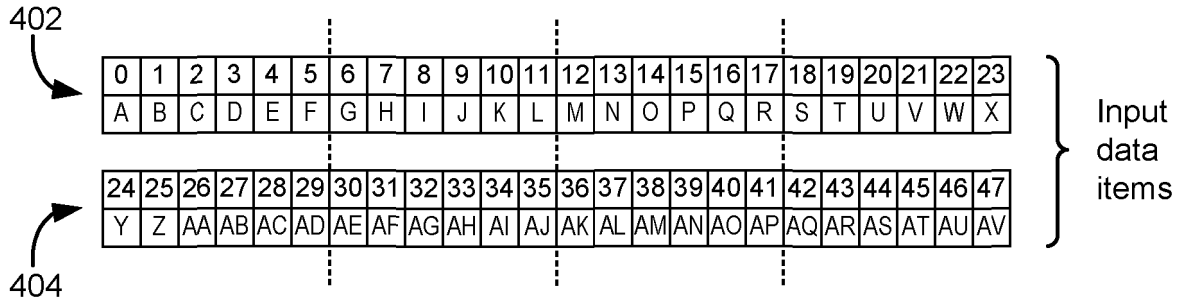 402
0 1 2 3 4 5 6 7 8 9 10 11 12 13 14 15 16 17 18 19 20 21 22 23
A B C D E F G H I J K L M N O P Q R S T U V W X
24 25 26 27 28 29 30 31 32 33 34 35 36 37 38 39 40 41 42 43 44 45 46 47
Y Z AA AB AC AD AE AF AG AH AI AJ AK AL AM AN AO AP AQ AR AS AT AU AV
404
Input
data
items